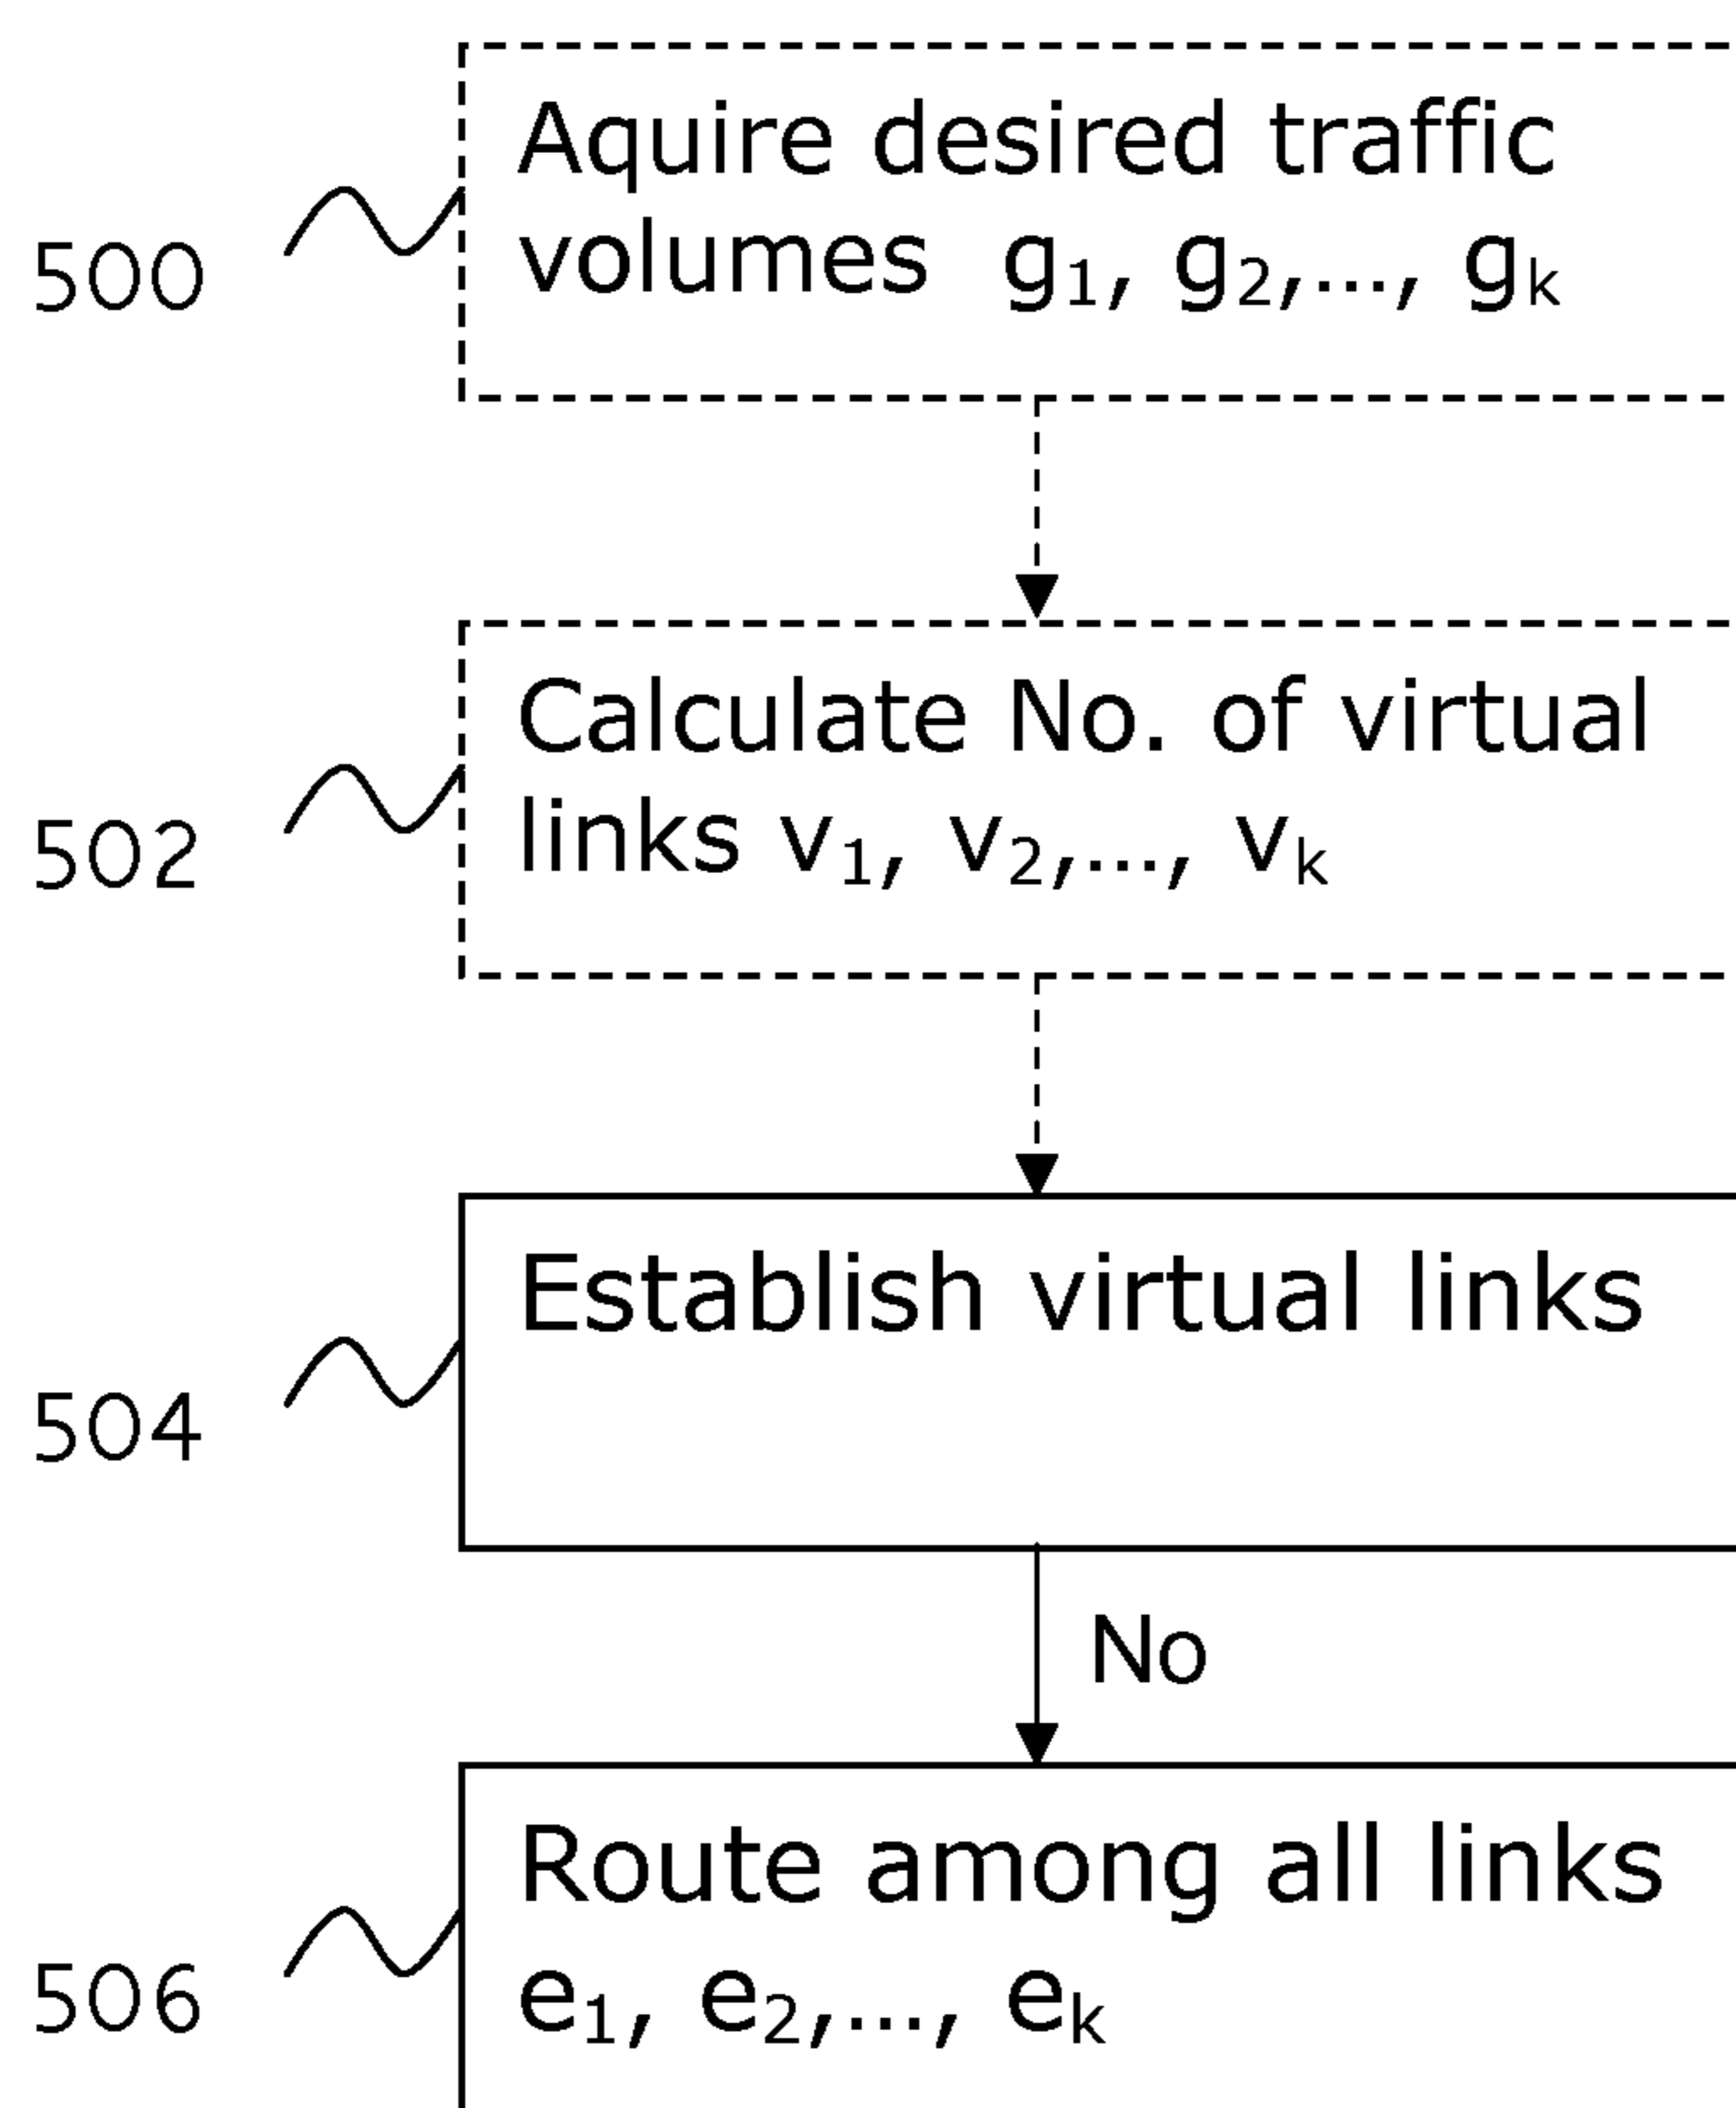 Aquire desired traffic
volumes g₁, g₂,..., gₖ
500
Calculate No. of virtual
links v₁, v₂,..., vₖ
502
Establish virtual links
504
No
Route among all links
e₁, e₂,..., eₖ
506